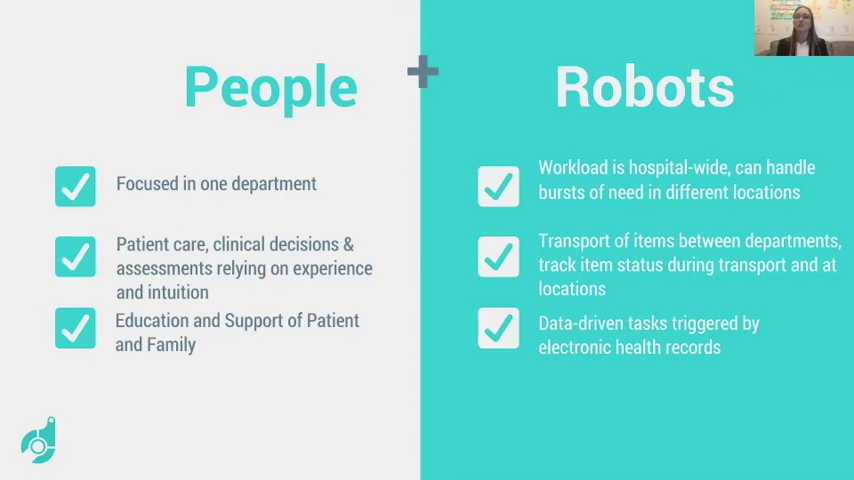 People
+
Robots
Focused in one department
Patient care, clinical decisions &
assessments relying on experience
and intuition
Education and Support of Patient
and Family
Workload is hospital-wide, can handle
bursts of need in different locations
Transport of items between departments,
track item status during transport and at
locations
Data-driven tasks triggered by
electronic health records